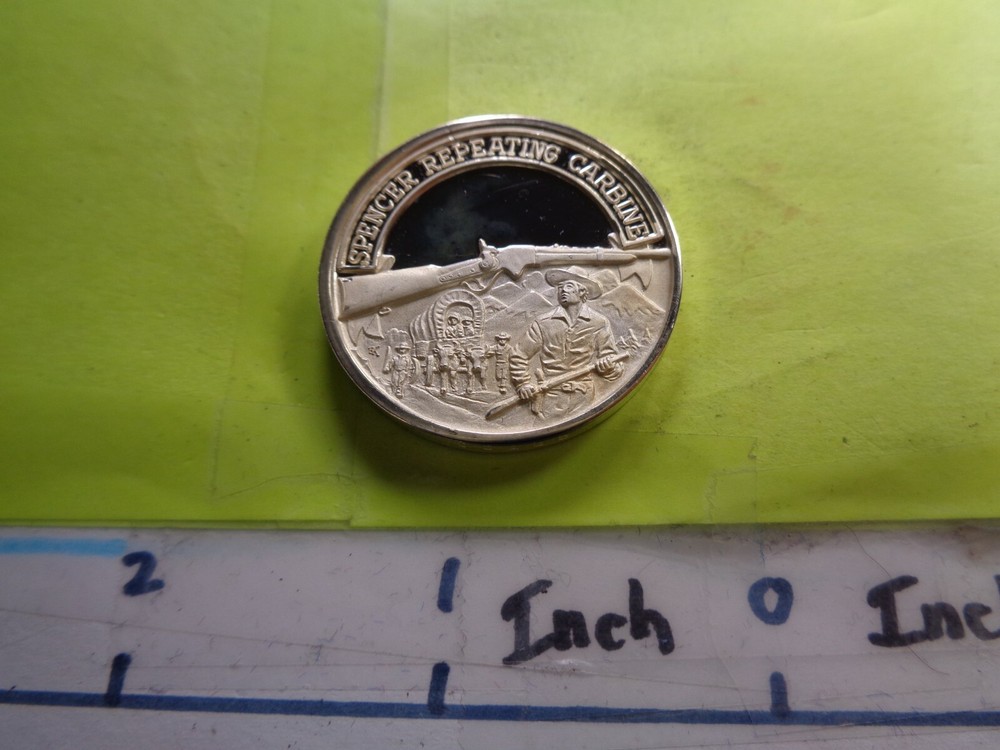 SPENCER REPEATING CARBINE
2 1 Inch 0 Inc